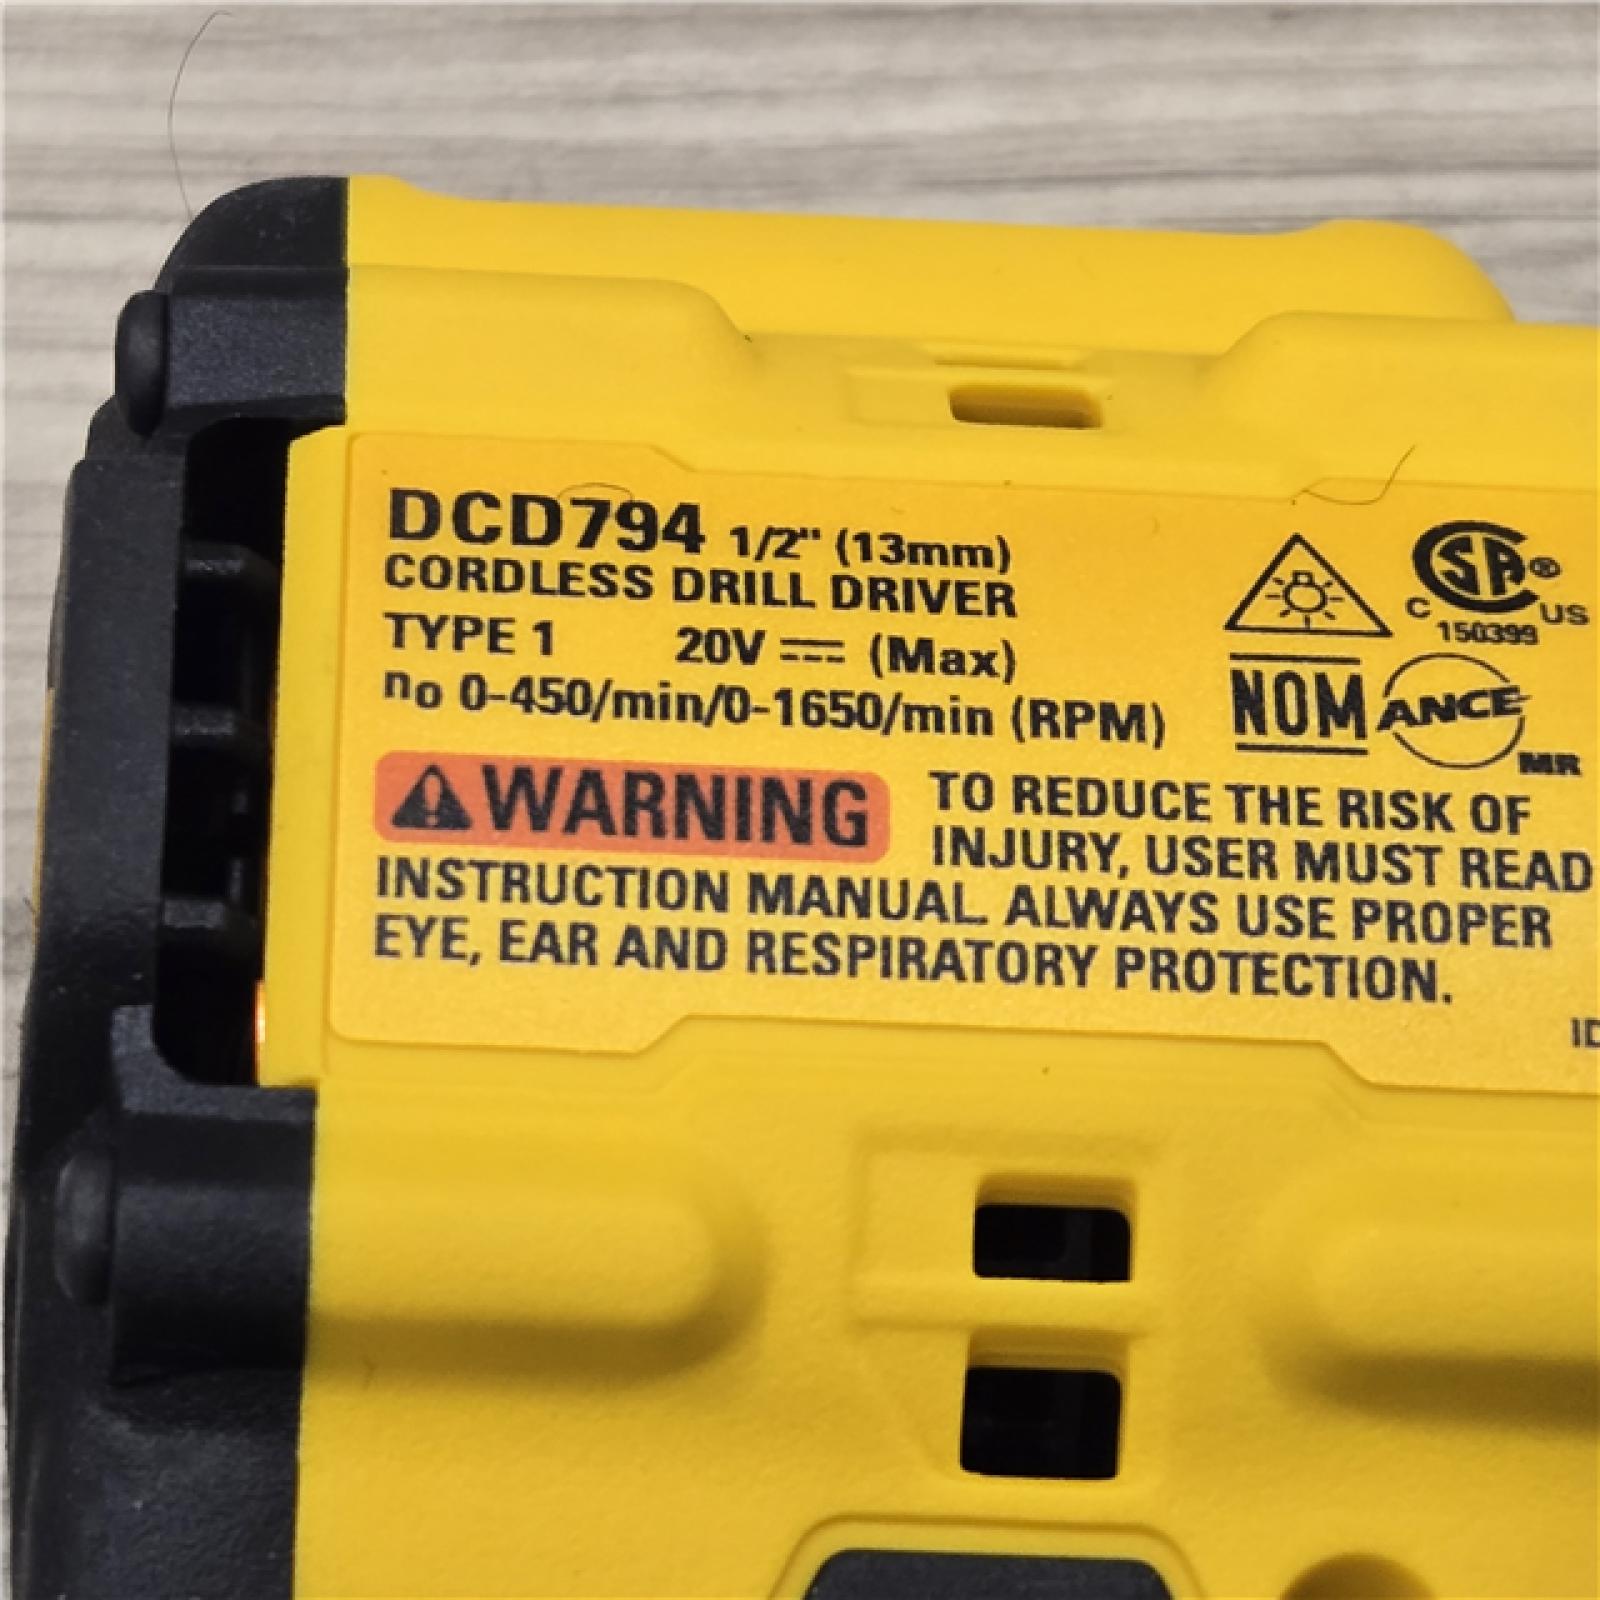 DCD794 1/2" (13mm)
CORDLESS DRILL DRIVER
TYPE 1 20V (Max)
no 0-450/min/0-1650/min (RPM)
C SA ® US
150399
NOM ANCE MR
WARNING TO REDUCE THE RISK OF
INJURY, USER MUST READ
INSTRUCTION MANUAL. ALWAYS USE PROPER
EYE, EAR AND RESPIRATORY PROTECTION.